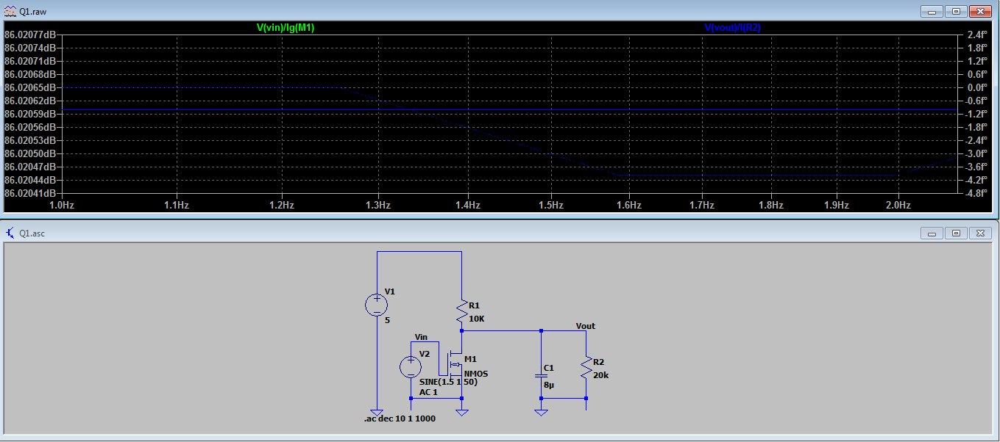 Q1.raw
V(vin)/Ig(M1) V(vout)/I(R2)
86.02077dB 2.4f°
86.02074dB 1.8f°
86.02071dB 1.2f°
86.02068dB 0.6f°
86.02065dB 0.0f°
86.02062dB -0.6f°
86.02059dB -1.2f°
86.02056dB -1.8f°
86.02053dB -2.4f°
86.02050dB -3.0f°
86.02047dB -3.6f°
86.02044dB -4.2f°
86.02041dB -4.8f°
1.0Hz 1.1Hz 1.2Hz 1.3Hz 1.4Hz 1.5Hz 1.6Hz 1.7Hz 1.8Hz 1.9Hz 2.0Hz
Q1.asc
V1
5
R1
10K
Vout
Vin
V2
M1
NMOS
SINE(1.5 1 50)
AC 1
C1
8µ
R2
20k
.ac dec 10 1 1000